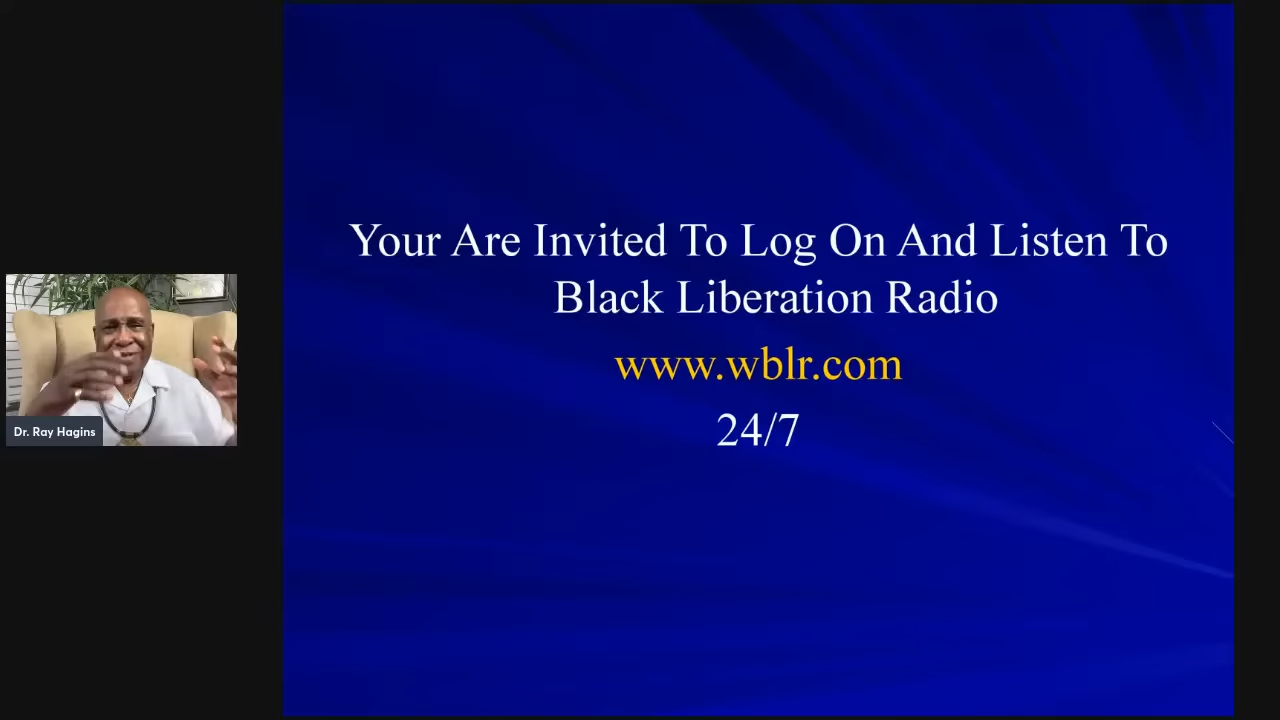 Your Are Invited To Log On And Listen To
Black Liberation Radio
www.wblr.com
24/7
Dr. Ray Hagins